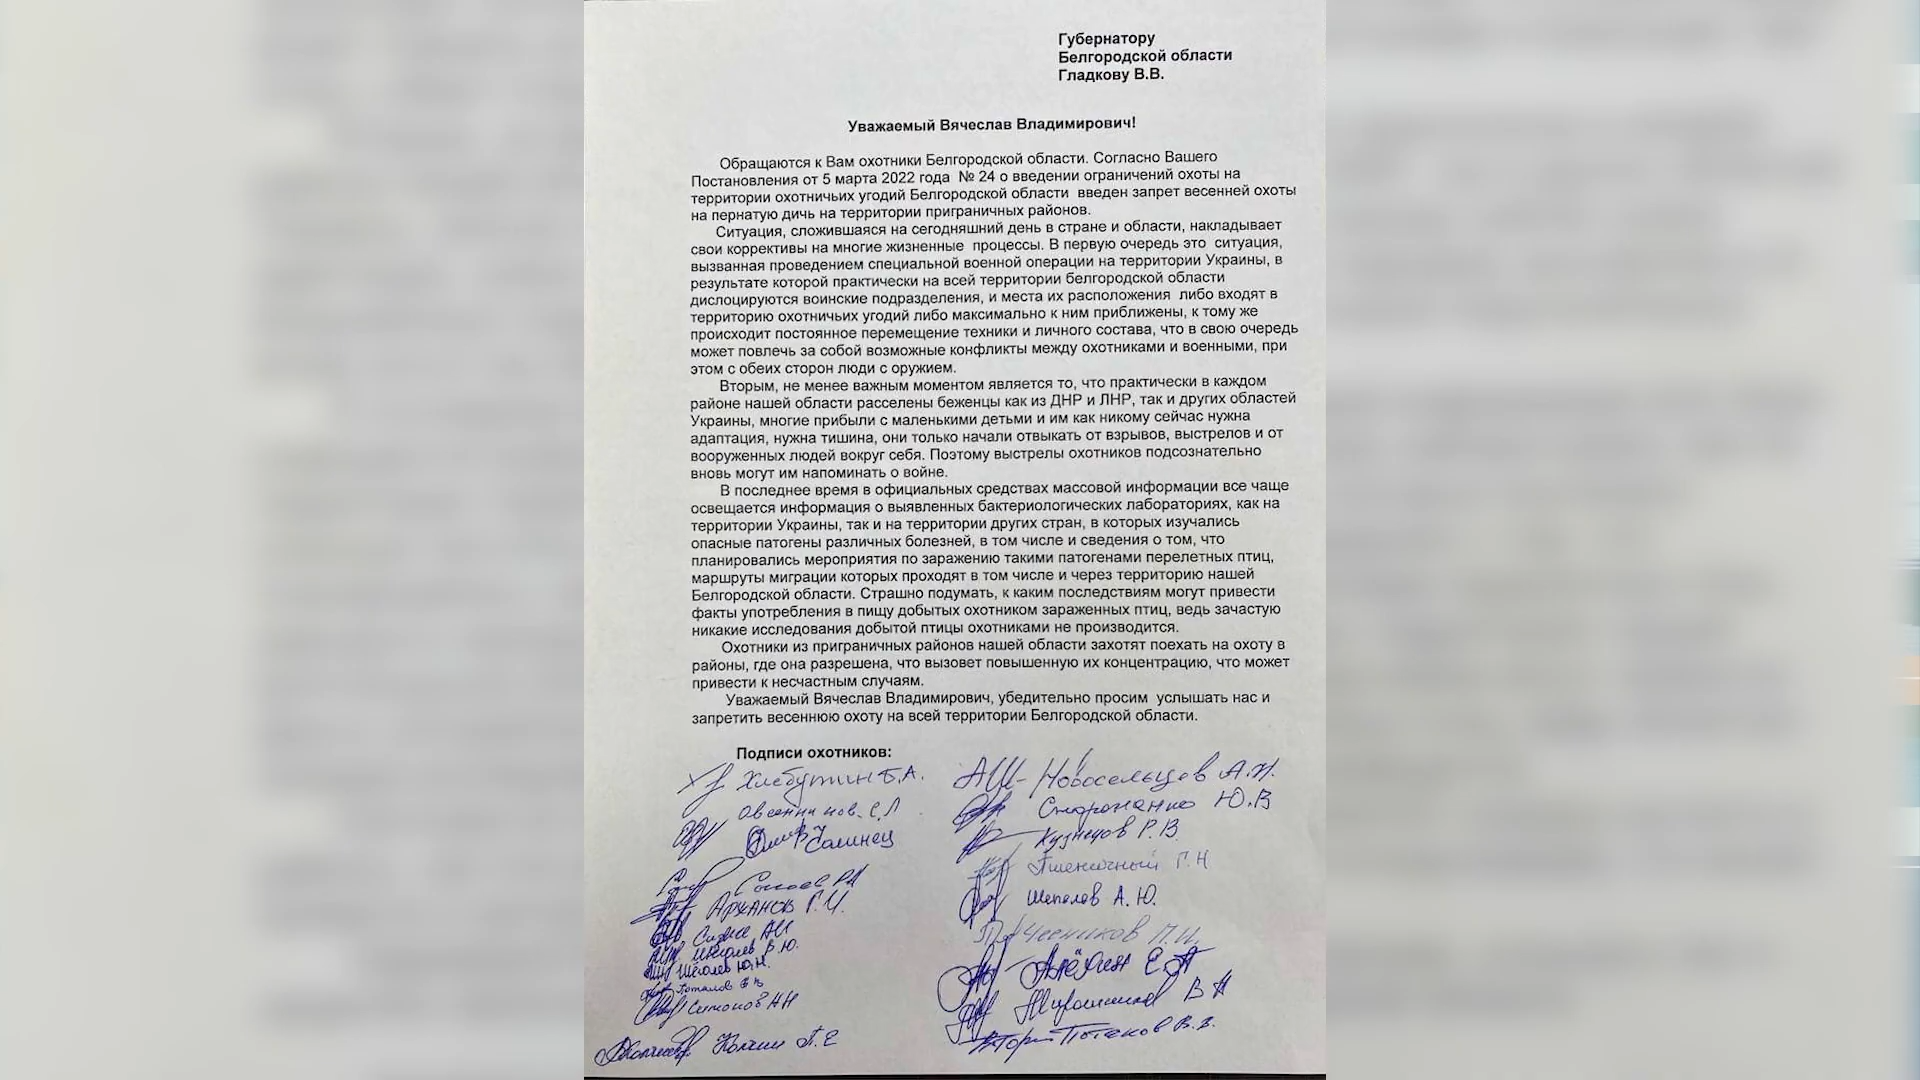 Губернатору
Белгородской области
Гладкову В.В.
Уважаемый Вячеслав Владимирович!
Обращаются к Вам охотники Белгородской области. Согласно Вашего
Постановления от 5 марта 2022 года № 24 о введении ограничений охоты на
территории охотничьих угодий Белгородской области введен запрет весенней охоты
на пернатую дичь на территории приграничных районов.
Ситуация, сложившаяся на сегодняшний день в стране и области, накладывает
свои коррективы на многие жизненные процессы. В первую очередь это ситуация,
вызванная проведением специальной военной операции на территории Украины, в
результате которой практически на всей территории белгородской области
дислоцируются воинские подразделения, и места их расположения либо входят в
территорию охотничьих угодий либо максимально к ним приближены, к тому же
происходит постоянное перемещение техники и личного состава, что в свою очередь
может повлечь за собой возможные конфликты между охотниками и военными, при
этом с обеих сторон люди с оружием.
Вторым, не менее важным моментом является то, что практически в каждом
районе нашей области расселены беженцы как из ДНР и ЛНР, так и других областей
Украины, многие прибыли с маленькими детьми и им как никому сейчас нужна
адаптация, нужна тишина, они только начали отвыкать от взрывов, выстрелов и от
вооруженных людей вокруг себя. Поэтому выстрелы охотников подсознательно
вновь могут им напоминать о войне.
В последнее время в официальных средствах массовой информации все чаще
освещается информация о выявленных бактериологических лабораториях, как на
территории Украины, так и на территории других стран, в которых изучались
опасные патогены различных болезней, в том числе и сведения о том, что
планировались мероприятия по заражению такими патогенами перелетных птиц,
маршруты миграции которых проходят в том числе и через территорию нашей
Белгородской области. Страшно подумать, к каким последствиям могут привести
факты употребления в пищу добытых охотником зараженных птиц, ведь зачастую
никакие исследования добытой птицы охотниками не производится.
Охотники из приграничных районов нашей области захотят поехать на охоту в
районы, где она разрешена, что вызовет повышенную их концентрацию, что может
привести к несчастным случаям.
Уважаемый Вячеслав Владимирович, убедительно просим услышать нас и
запретить весеннюю охоту на всей территории Белгородской области.
Подписи охотников:
Новосельцев А.Н.
Ю.В
Кузнецов Р.В.
Пшеничный Г.Н
Шепелев А.Ю.
Чесников
Щеголев Ю.Н.
Симонов
В.В.